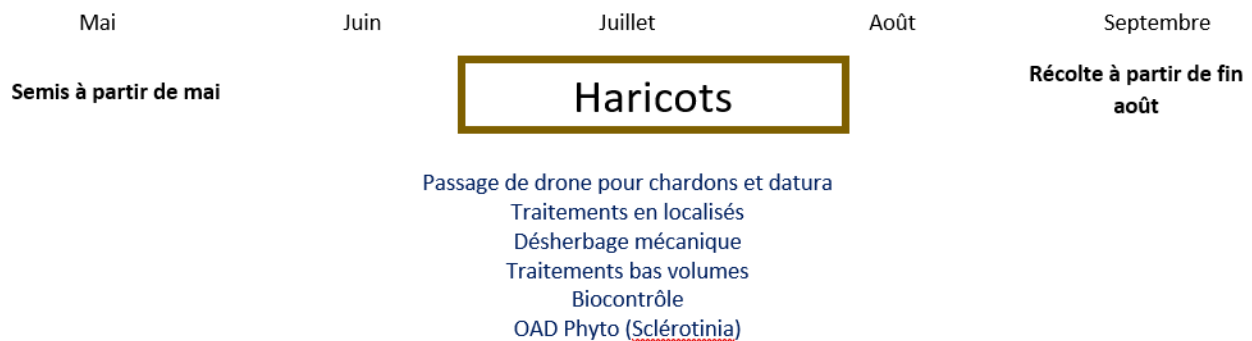 Mai Juin Juillet Août Septembre
Semis à partir de mai
Haricots
Récolte à partir de fin
août
Passage de drone pour chardons et datura
Traitements en localisés
Désherbage mécanique
Traitements bas volumes
Biocontrôle
OAD Phyto (Sclérotinia)